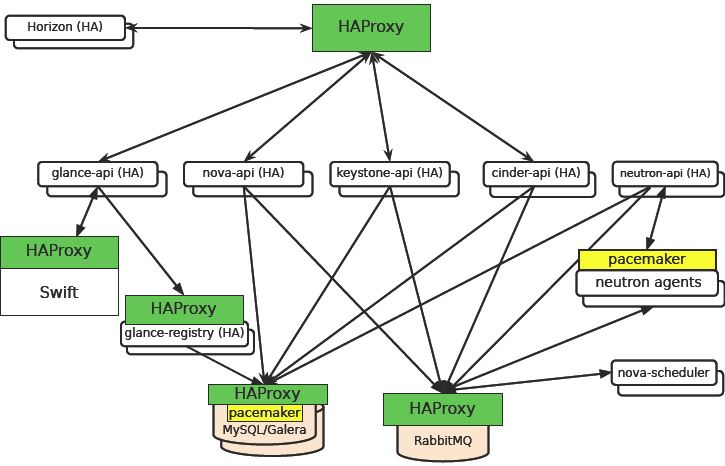 Horizon (HA)
HAProxy
glance-api (HA)
nova-api (HA)
keystone-api (HA)
cinder-api (HA)
neutron-api (HA)
HAProxy
Swift
pacemaker
neutron agents
HAProxy
glance-registry (HA)
nova-scheduler
HAProxy
pacemaker
MySQL/Galera
HAProxy
RabbitMQ